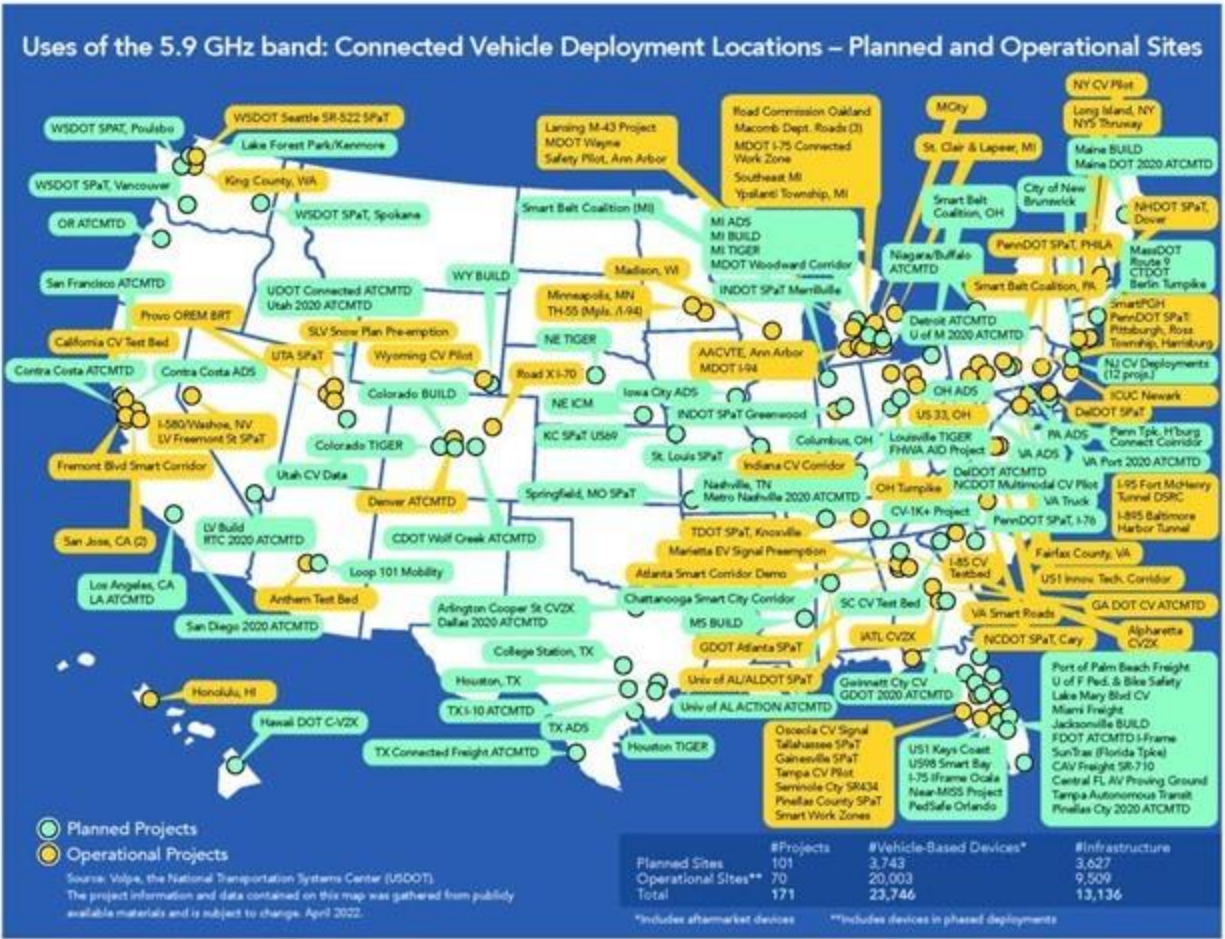 Uses of the 5.9 GHz band: Connected Vehicle Deployment Locations – Planned and Operational Sites
NY CV Pilot
WSDOT SPAT, Poulsbo
WSDOT Seattle SR-522 SPaT
Lake Forest Park/Kenmore
King County, WA
WSDOT SPaT, Vancouver
WSDOT SPaT, Spokane
OR ATCMTD
Lansing M-43 Project
MDOT Wayne
Safety Pilot, Ann Arbor
Road Commission Oakland
Macomb Dept. Roads (3)
MDOT I-75 Connected
Work Zone
Southeast MI
Ypsilanti Township, MI
MCity
St. Clair & Lapeer, MI
Long Island, NY
NYS Thruway
Maine BUILD
Maine DOT 2020 ATCMTD
Smart Belt
Coalition, OH
City of New
Brunswick
NHDOT SPaT,
Dover
Smart Belt Coalition (MI)
MI ADS
MI BUILD
MI TIGER
MDOT Woodward Corridor
Niagara/Buffalo
ATCMTD
PennDOT SPaT, PHILA
MassDOT
Route 9
CTDOT
Berlin Turnpike
Smart Belt Coalition, PA
San Francisco ATCMTD
UDOT Connected ATCMTD
Utah 2020 ATCMTD
WY BUILD
Madison, WI
Minneapolis, MN
TH-55 (Mpls. /I-94)
INDOT SPaT Merrillville
Provo OREM BRT
SLV Snow Plan Pre-emption
California CV Test Bed
UTA SPaT
Wyoming CV Pilot
NE TIGER
AACVTE, Ann Arbor
MDOT I-94
Detroit ATCMTD
U of M 2020 ATCMTD
SmartPGH
PennDOT SPaT:
Pittsburgh, Ross
Township, Harrisburg
Contra Costa ATCMTD
Contra Costa ADS
Road X I-70
NJ CV Deployments
(12 projs.)
Colorado BUILD
NE ICM
Iowa City ADS
INDOT SPaT Greenwood
OH ADS
ICUC Newark
DelDOT SPaT
I-580/Washoe, NV
LV Freemont St SPaT
US 33, OH
Colorado TIGER
KC SPaT US69
Columbus, OH
Louisville TIGER
FHWA AID Project
PA ADS
Penn Tpk. H'burg
Connect Corridor
Fremont Blvd Smart Corridor
St. Louis SPaT
Indiana CV Corridor
VA ADS
VA Port 2020 ATCMTD
Utah CV Data
DelDOT ATCMTD
NCDOT Multimodal CV Pilot
Denver ATCMTD
Springfield, MO SPaT
Nashville, TN
Metro Nashville 2020 ATCMTD
OH Turnpike
VA Truck
I-95 Fort McHenry
Tunnel DSRC
CV-1K+ Project
PennDOT SPaT, I-76
I-895 Baltimore
Harbor Tunnel
San Jose, CA (2)
LV Build
RTC 2020 ATCMTD
CDOT Wolf Creek ATCMTD
TDOT SPaT, Knoxville
Marietta EV Signal Preemption
Fairfax County, VA
Loop 101 Mobility
Atlanta Smart Corridor Demo
I-85 CV
Testbed
US1 Innov. Tech. Corridor
Los Angeles, CA
LA ATCMTD
Anthem Test Bed
Arlington Cooper St CV2X
Dallas 2020 ATCMTD
Chattanooga Smart City Corridor
SC CV Test Bed
GA DOT CV ATCMTD
VA Smart Roads
San Diego 2020 ATCMTD
MS BUILD
GDOT Atlanta SPaT
iATL CV2X
NCDOT SPaT, Cary
Alpharetta
CV2X
College Station, TX
Houston, TX
Univ of AL/ALDOT SPaT
Gwinnett Cty CV
GDOT 2020 ATCMTD
Honolulu, HI
TX I-10 ATCMTD
Univ of AL ACTION ATCMTD
Hawaii DOT C-V2X
TX ADS
Houston TIGER
TX Connected Freight ATCMTD
Osceola CV Signal
Tallahassee SPaT
Gainesville SPaT
Tampa CV Pilot
Seminole Cty SR434
Pinellas County SPaT
Smart Work Zones
US1 Keys Coast
US98 Smart Bay
I-75 IFrame Ocala
Near-MISS Project
PedSafe Orlando
Port of Palm Beach Freight
U of F Ped. & Bike Safety
Lake Mary Blvd CV
Miami Freight
Jacksonville BUILD
FDOT ATCMTD I-Frame
SunTrax (Florida Tpke)
CAV Freight SR-710
Central FL AV Proving Ground
Tampa Autonomous Transit
Pinellas Cty 2020 ATCMTD
Planned Projects
Operational Projects
Source: Volpe, the National Transportation Systems Center (USDOT).
The project information and data contained on this map was gathered from publicly
available materials and is subject to change. April 2022.
#Projects #Vehicle-Based Devices* #Infrastructure
Planned Sites 101 3,743 3,627
Operational Sites** 70 20,003 9,509
Total 171 23,746 13,136
*Includes aftermarket devices **Includes devices in phased deployments